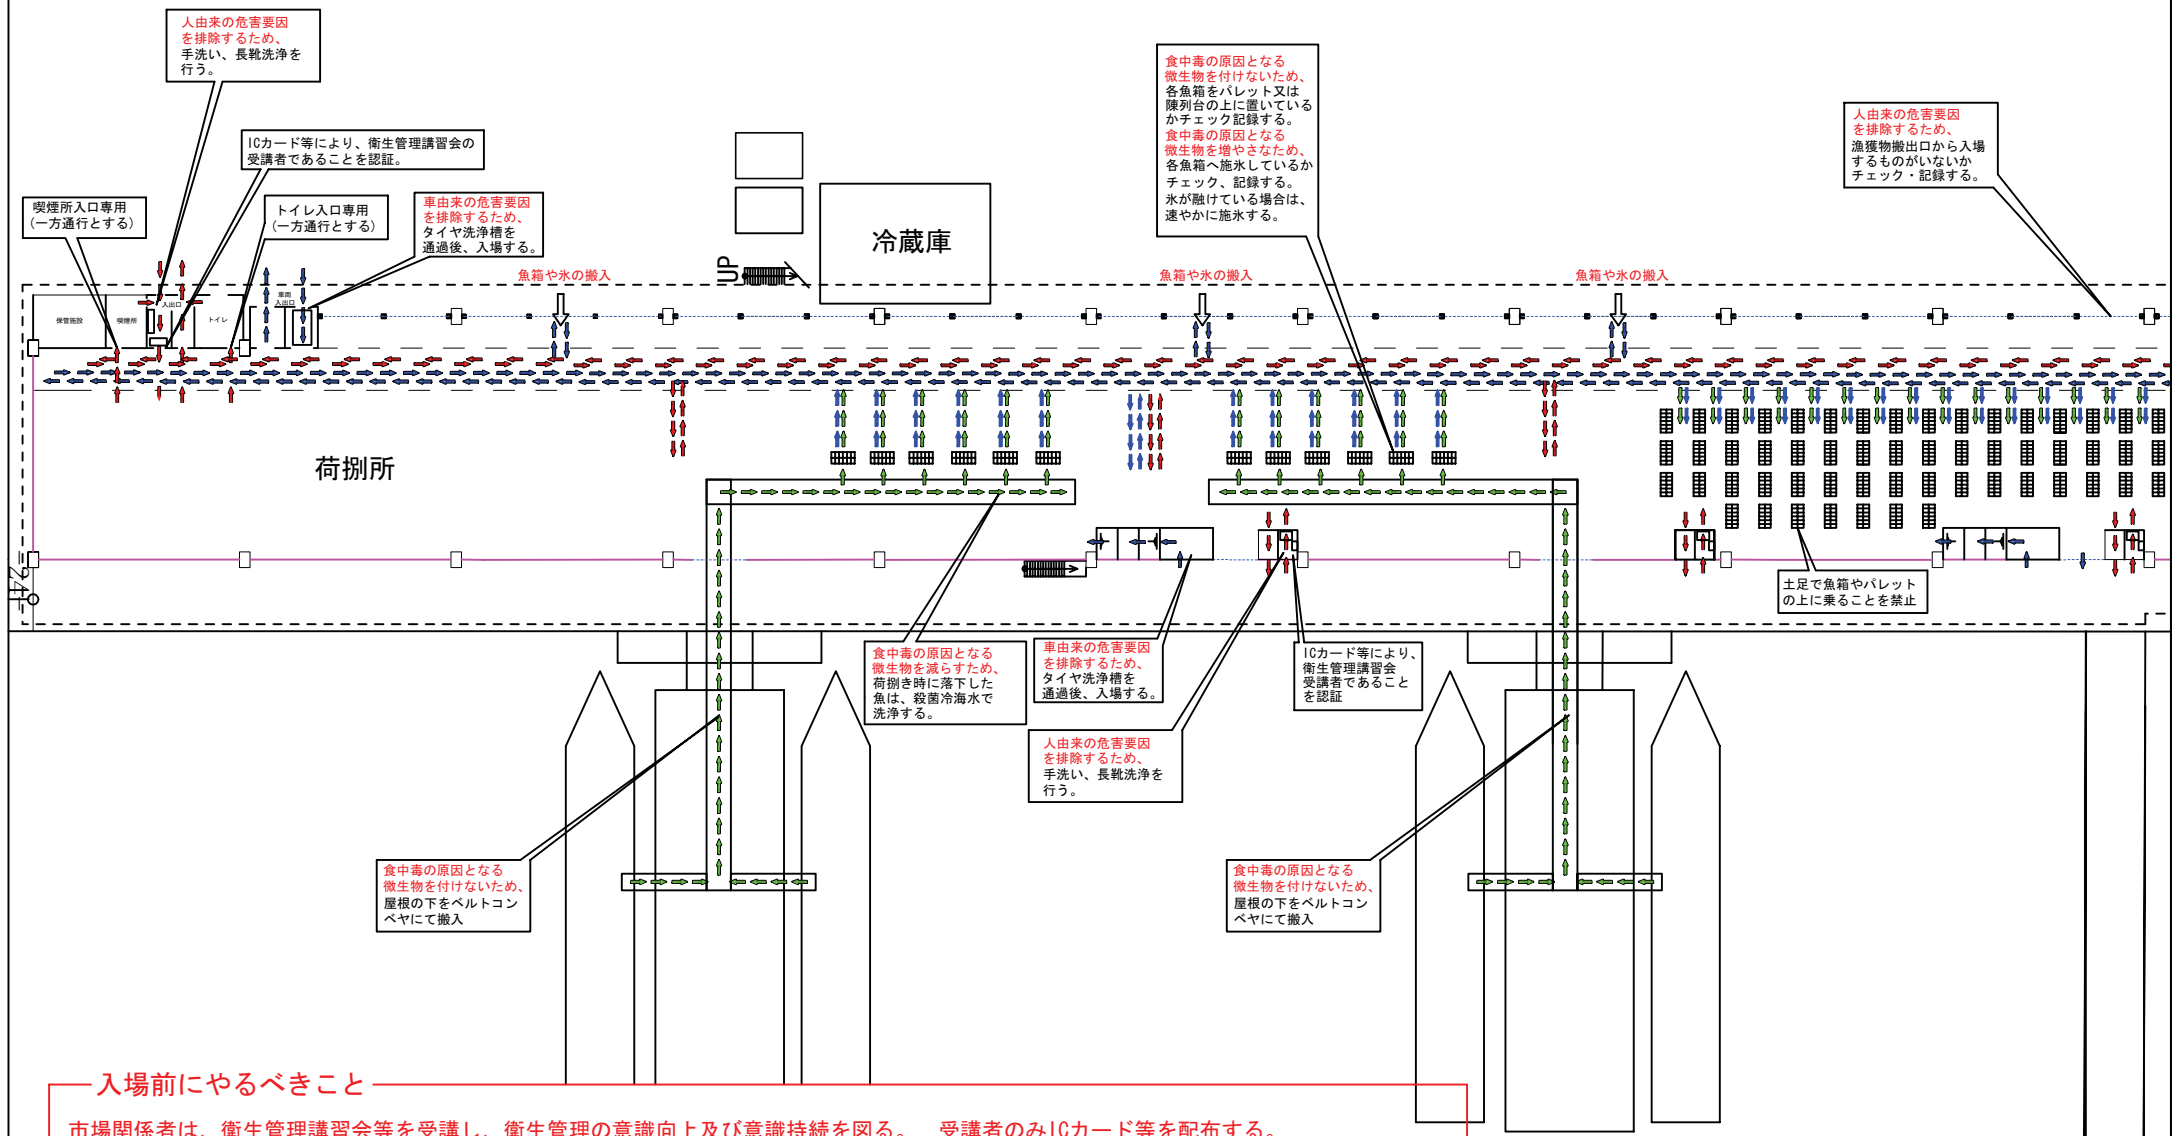 人由来の危害要因
を排除するため、
手洗い、長靴洗浄を
行う。
ICカード等により、衛生管理講習会の
受講者であることを認証。
喫煙所入口専用
(一方通行とする)
トイレ入口専用
(一方通行とする)
車由来の危害要因
を排除するため、
タイヤ洗浄槽を
通過後、入場する。
冷蔵庫
UP
食中毒の原因となる
微生物を付けないため、
各魚箱をパレット又は
陳列台の上に置いている
かチェック記録する。
食中毒の原因となる
微生物を増やさなため、
各魚箱へ施氷しているか
チェック、記録する。
氷が融けている場合は、
速やかに施氷する。
人由来の危害要因
を排除するため、
漁獲物搬出口から入場
するものがいないか
チェック・記録する。
魚箱や氷の搬入
魚箱や氷の搬入
魚箱や氷の搬入
保管施設
喫煙所
入出口
トイレ
車両
入出口
荷捌所
土足で魚箱やパレット
の上に乗ることを禁止
食中毒の原因となる
微生物を減らすため、
荷捌き時に落下した
魚は、殺菌冷海水で
洗浄する。
車由来の危害要因
を排除するため、
タイヤ洗浄槽を
通過後、入場する。
ICカード等により、
衛生管理講習会
受講者であること
を認証
人由来の危害要因
を排除するため、
手洗い、長靴洗浄を
行う。
食中毒の原因となる
微生物を付けないため、
屋根の下をベルトコン
ベヤにて搬入
食中毒の原因となる
微生物を付けないため、
屋根の下をベルトコン
ベヤにて搬入
入場前にやるべきこと
市場関係者は、衛生管理講習会等を受講し、衛生管理の意識向上及び意識持続を図る。 受講者のみICカード等を配布する。